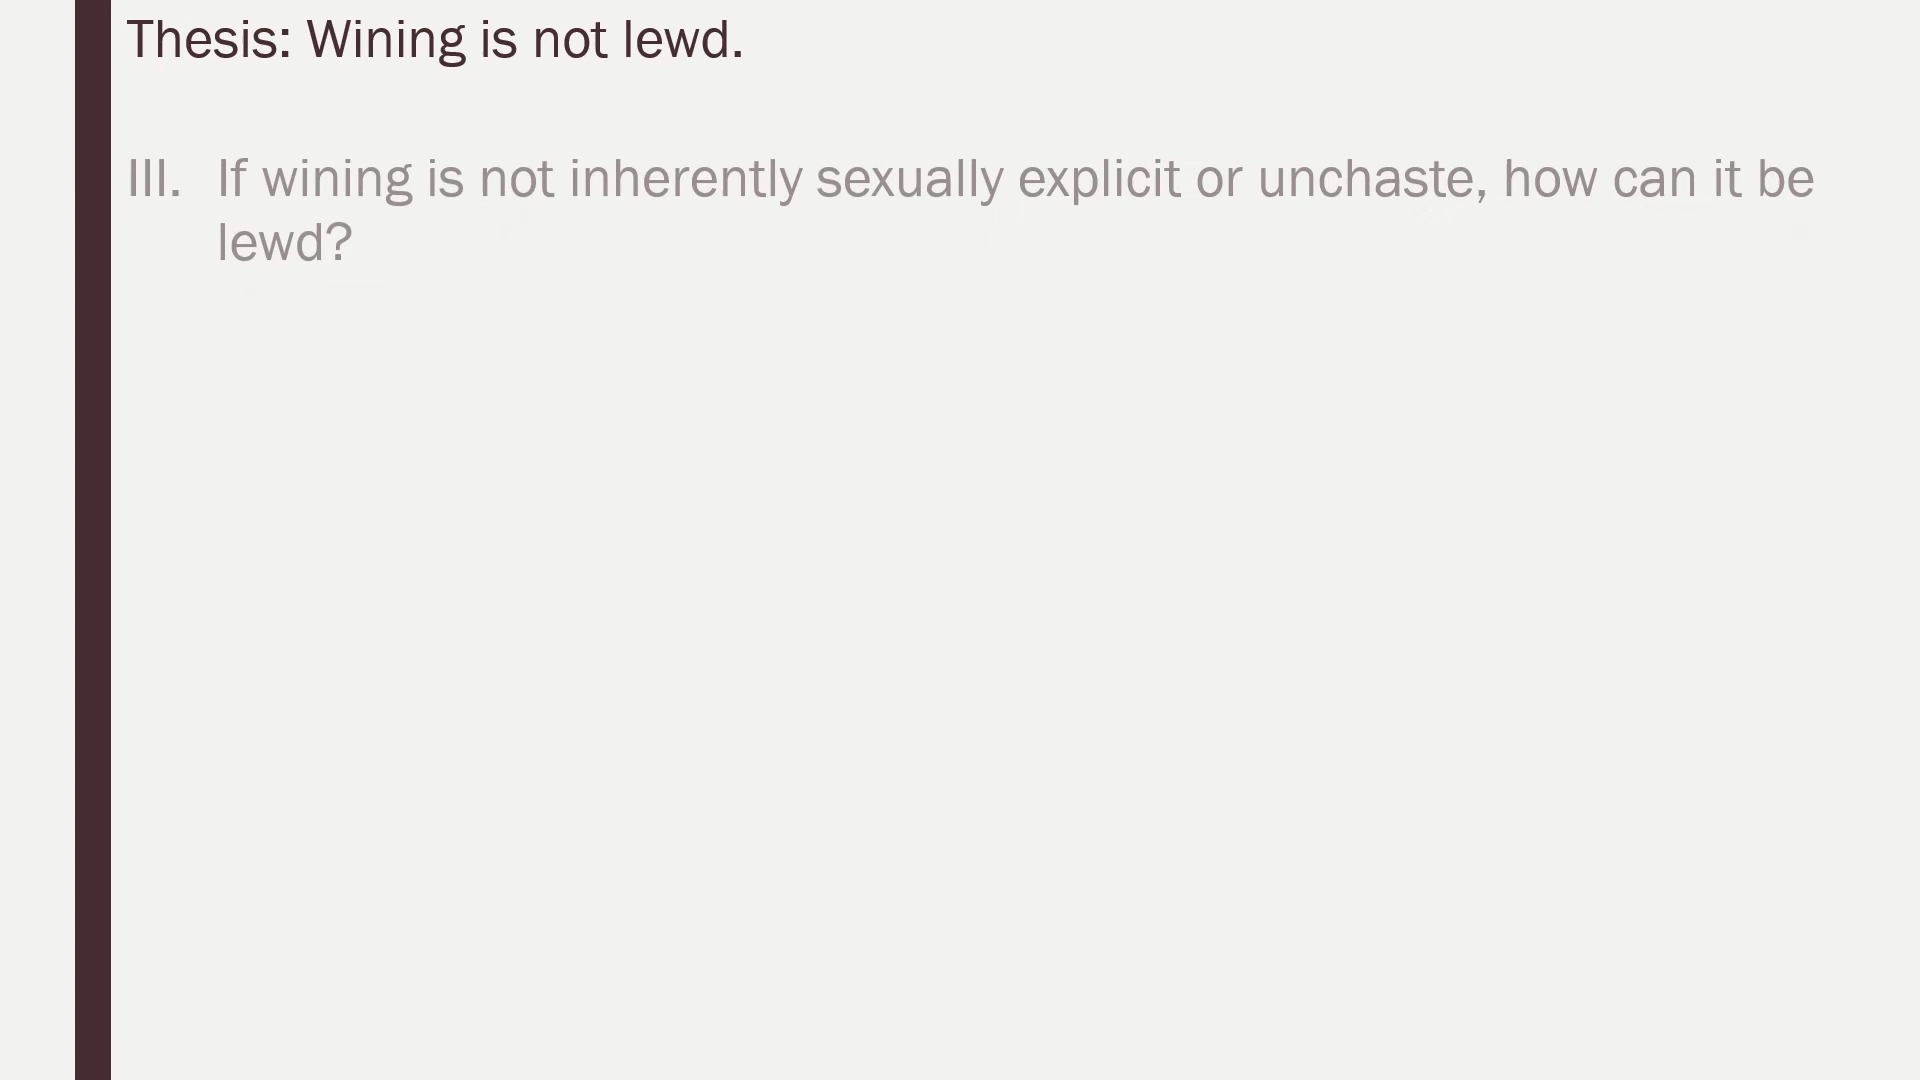 Thesis: Wining is not lewd.
III. If wining is not inherently sexually explicit or unchaste, how can it be
lewd?